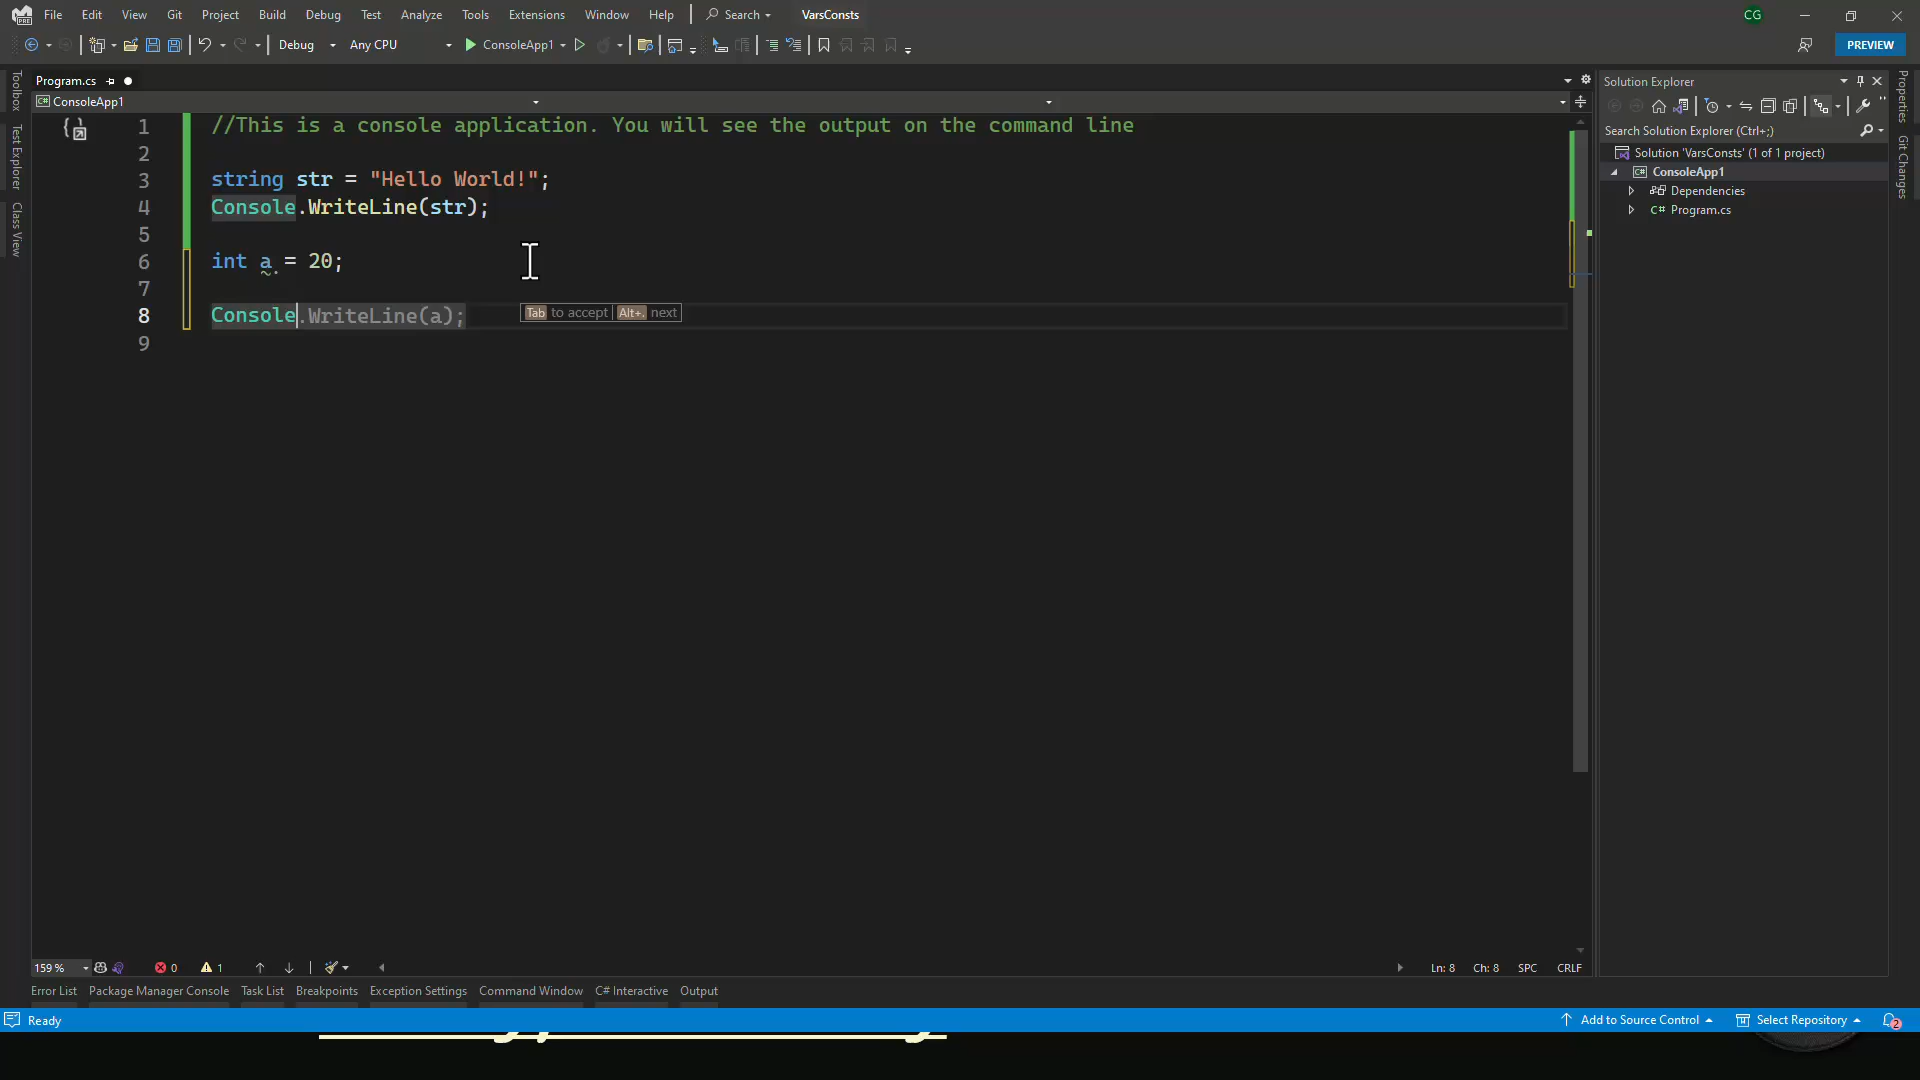 File Edit View Git Project Build Debug Test Analyze Tools Extensions Window Help Search VarsConsts CG
Debug Any CPU ConsoleApp1 PREVIEW
Program.cs
ConsoleApp1
1 //This is a console application. You will see the output on the command line
2
3 string str = "Hello World!";
4 Console.WriteLine(str);
5
6 int a = 20;
7
8 Console.WriteLine(a); Tab to accept Alt+. next
9
Toolbox
Test Explorer
Class View
Solution Explorer
Search Solution Explorer (Ctrl+;)
Solution 'VarsConsts' (1 of 1 project)
ConsoleApp1
Dependencies
C# Program.cs
Properties
Git Changes
159 % 0 1 Ln: 8 Ch: 8 SPC CRLF
Error List Package Manager Console Task List Breakpoints Exception Settings Command Window C# Interactive Output
Ready Add to Source Control Select Repository 2